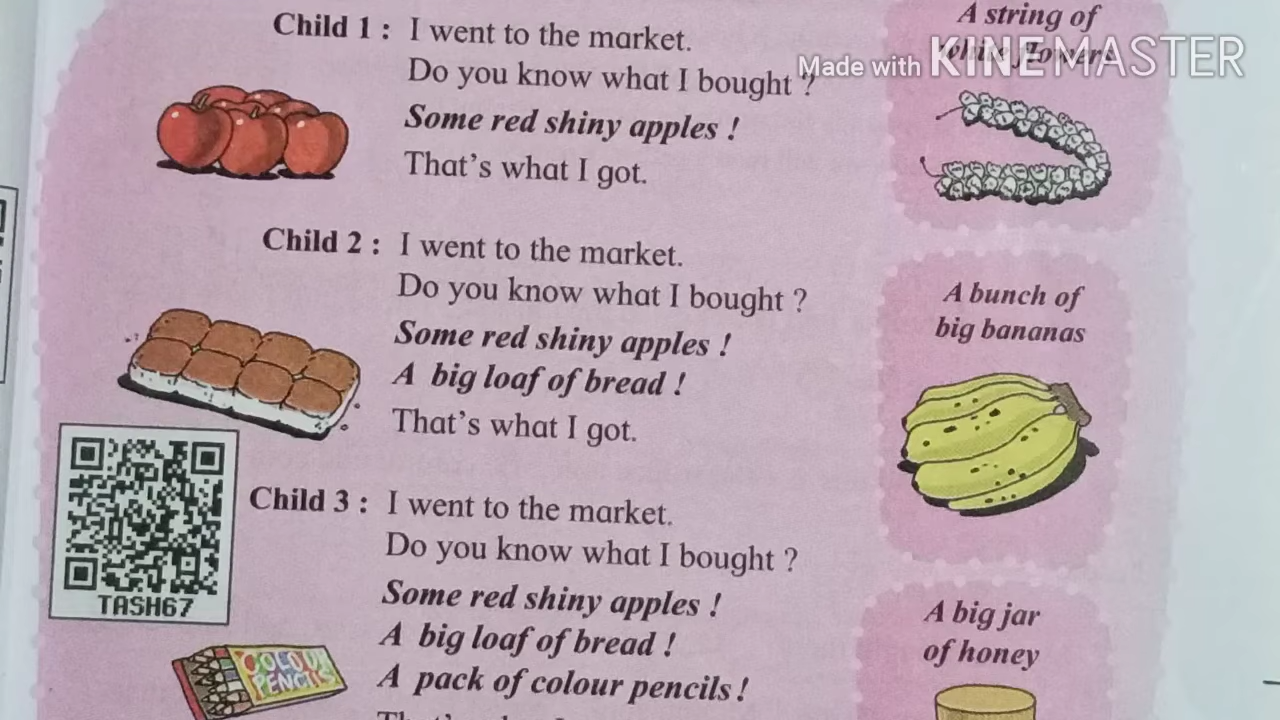 Child 1 : I went to the market.
Do you know what I bought ?
Some red shiny apples !
That's what I got.
Child 2 : I went to the market.
Do you know what I bought ?
Some red shiny apples !
A big loaf of bread !
That's what I got.
Child 3 : I went to the market.
Do you know what I bought ?
Some red shiny apples !
A big loaf of bread !
A pack of colour pencils !
TASH67
COLOUR
PENCILS
A string of
white flowers
Made with KINEMASTER
A bunch of
big bananas
A big jar
of honey